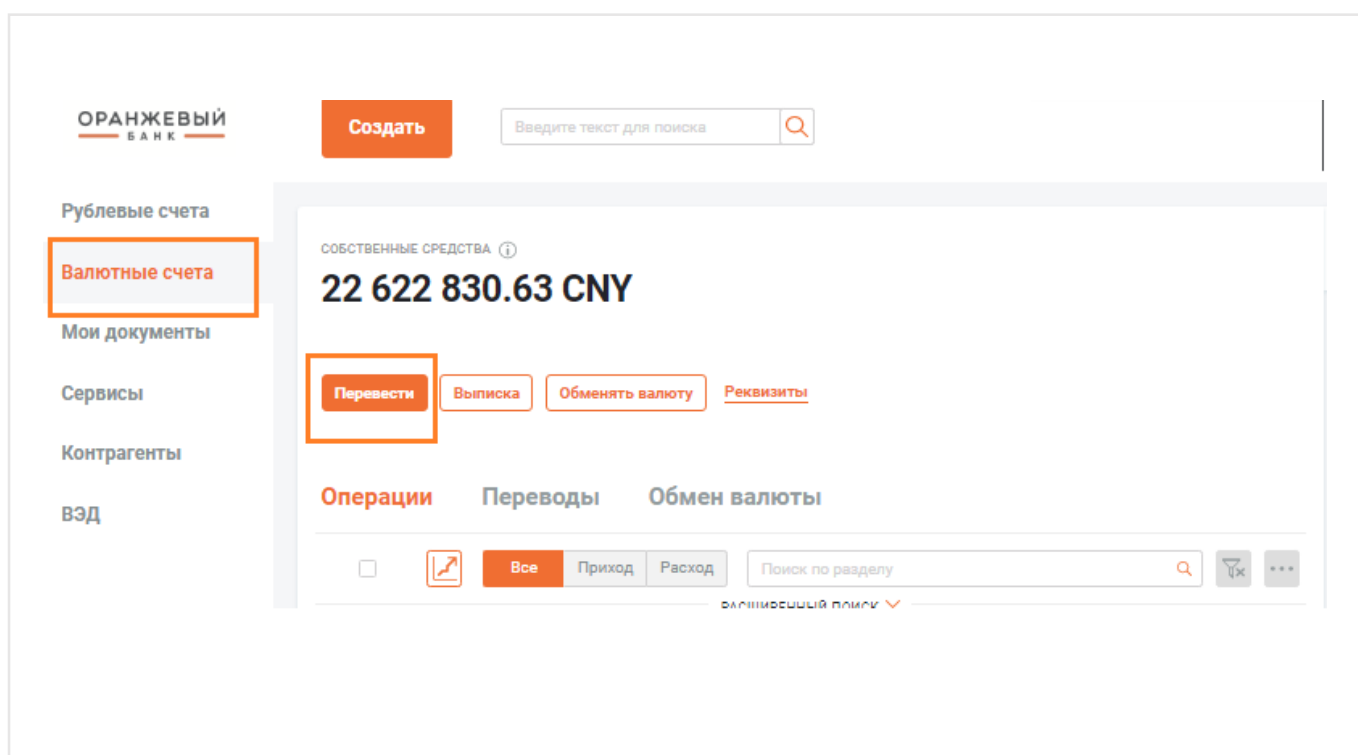 ОРАНЖЕВЫЙ
БАНК
Создать
Введите текст для поиска
Рублевые счета
Валютные счета
Мои документы
Сервисы
Контрагенты
ВЭД
СОБСТВЕННЫЕ СРЕДСТВА
22 622 830.63 CNY
Перевести Выписка Обменять валюту Реквизиты
Операции Переводы Обмен валюты
Все Приход Расход Поиск по разделу
РАСШИРЕННЫЙ ПОИСК